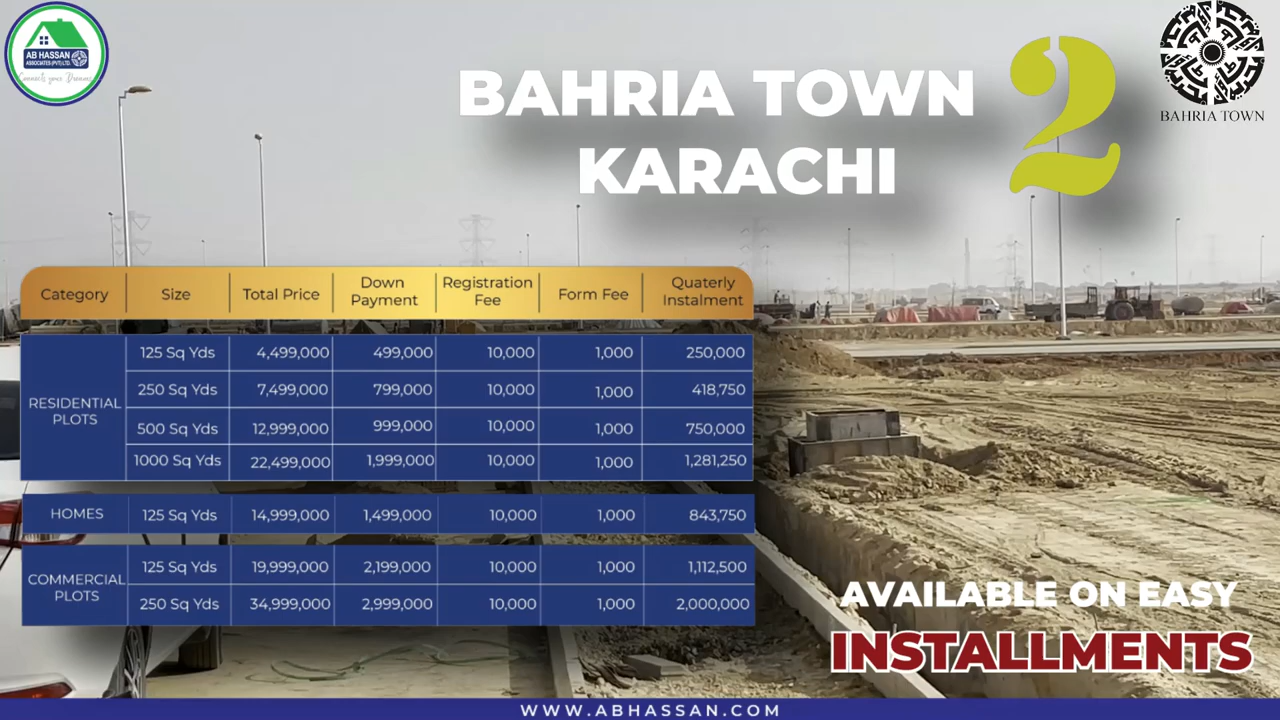 AB HASSAN
ASSOCIATES (PVT) LTD.
Connects your Dreams
BAHRIA TOWN
KARACHI
2
BAHRIA TOWN
Category Size Total Price Down Payment Registration Fee Form Fee Quaterly Instalment
RESIDENTIAL PLOTS
125 Sq Yds 4,499,000 499,000 10,000 1,000 250,000
250 Sq Yds 7,499,000 799,000 10,000 1,000 418,750
500 Sq Yds 12,999,000 999,000 10,000 1,000 750,000
1000 Sq Yds 22,499,000 1,999,000 10,000 1,000 1,281,250
HOMES 125 Sq Yds 14,999,000 1,499,000 10,000 1,000 843,750
COMMERCIAL PLOTS
125 Sq Yds 19,999,000 2,199,000 10,000 1,000 1,112,500
250 Sq Yds 34,999,000 2,999,000 10,000 1,000 2,000,000
AVAILABLE ON EASY
INSTALLMENTS
WWW.ABHASSAN.COM